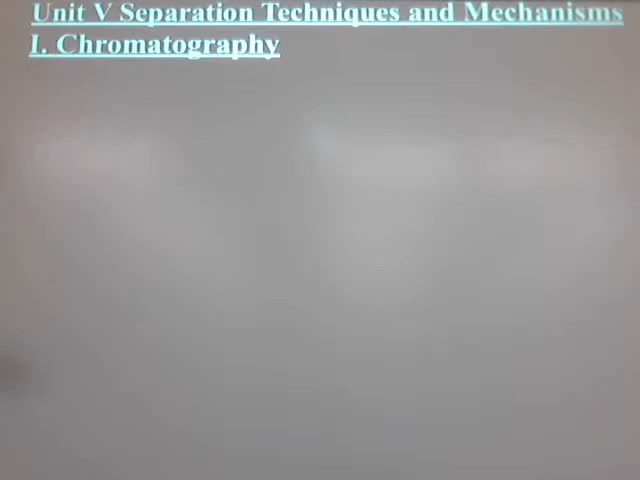 Unit V Separation Techniques and Mechanisms
I. Chromatography